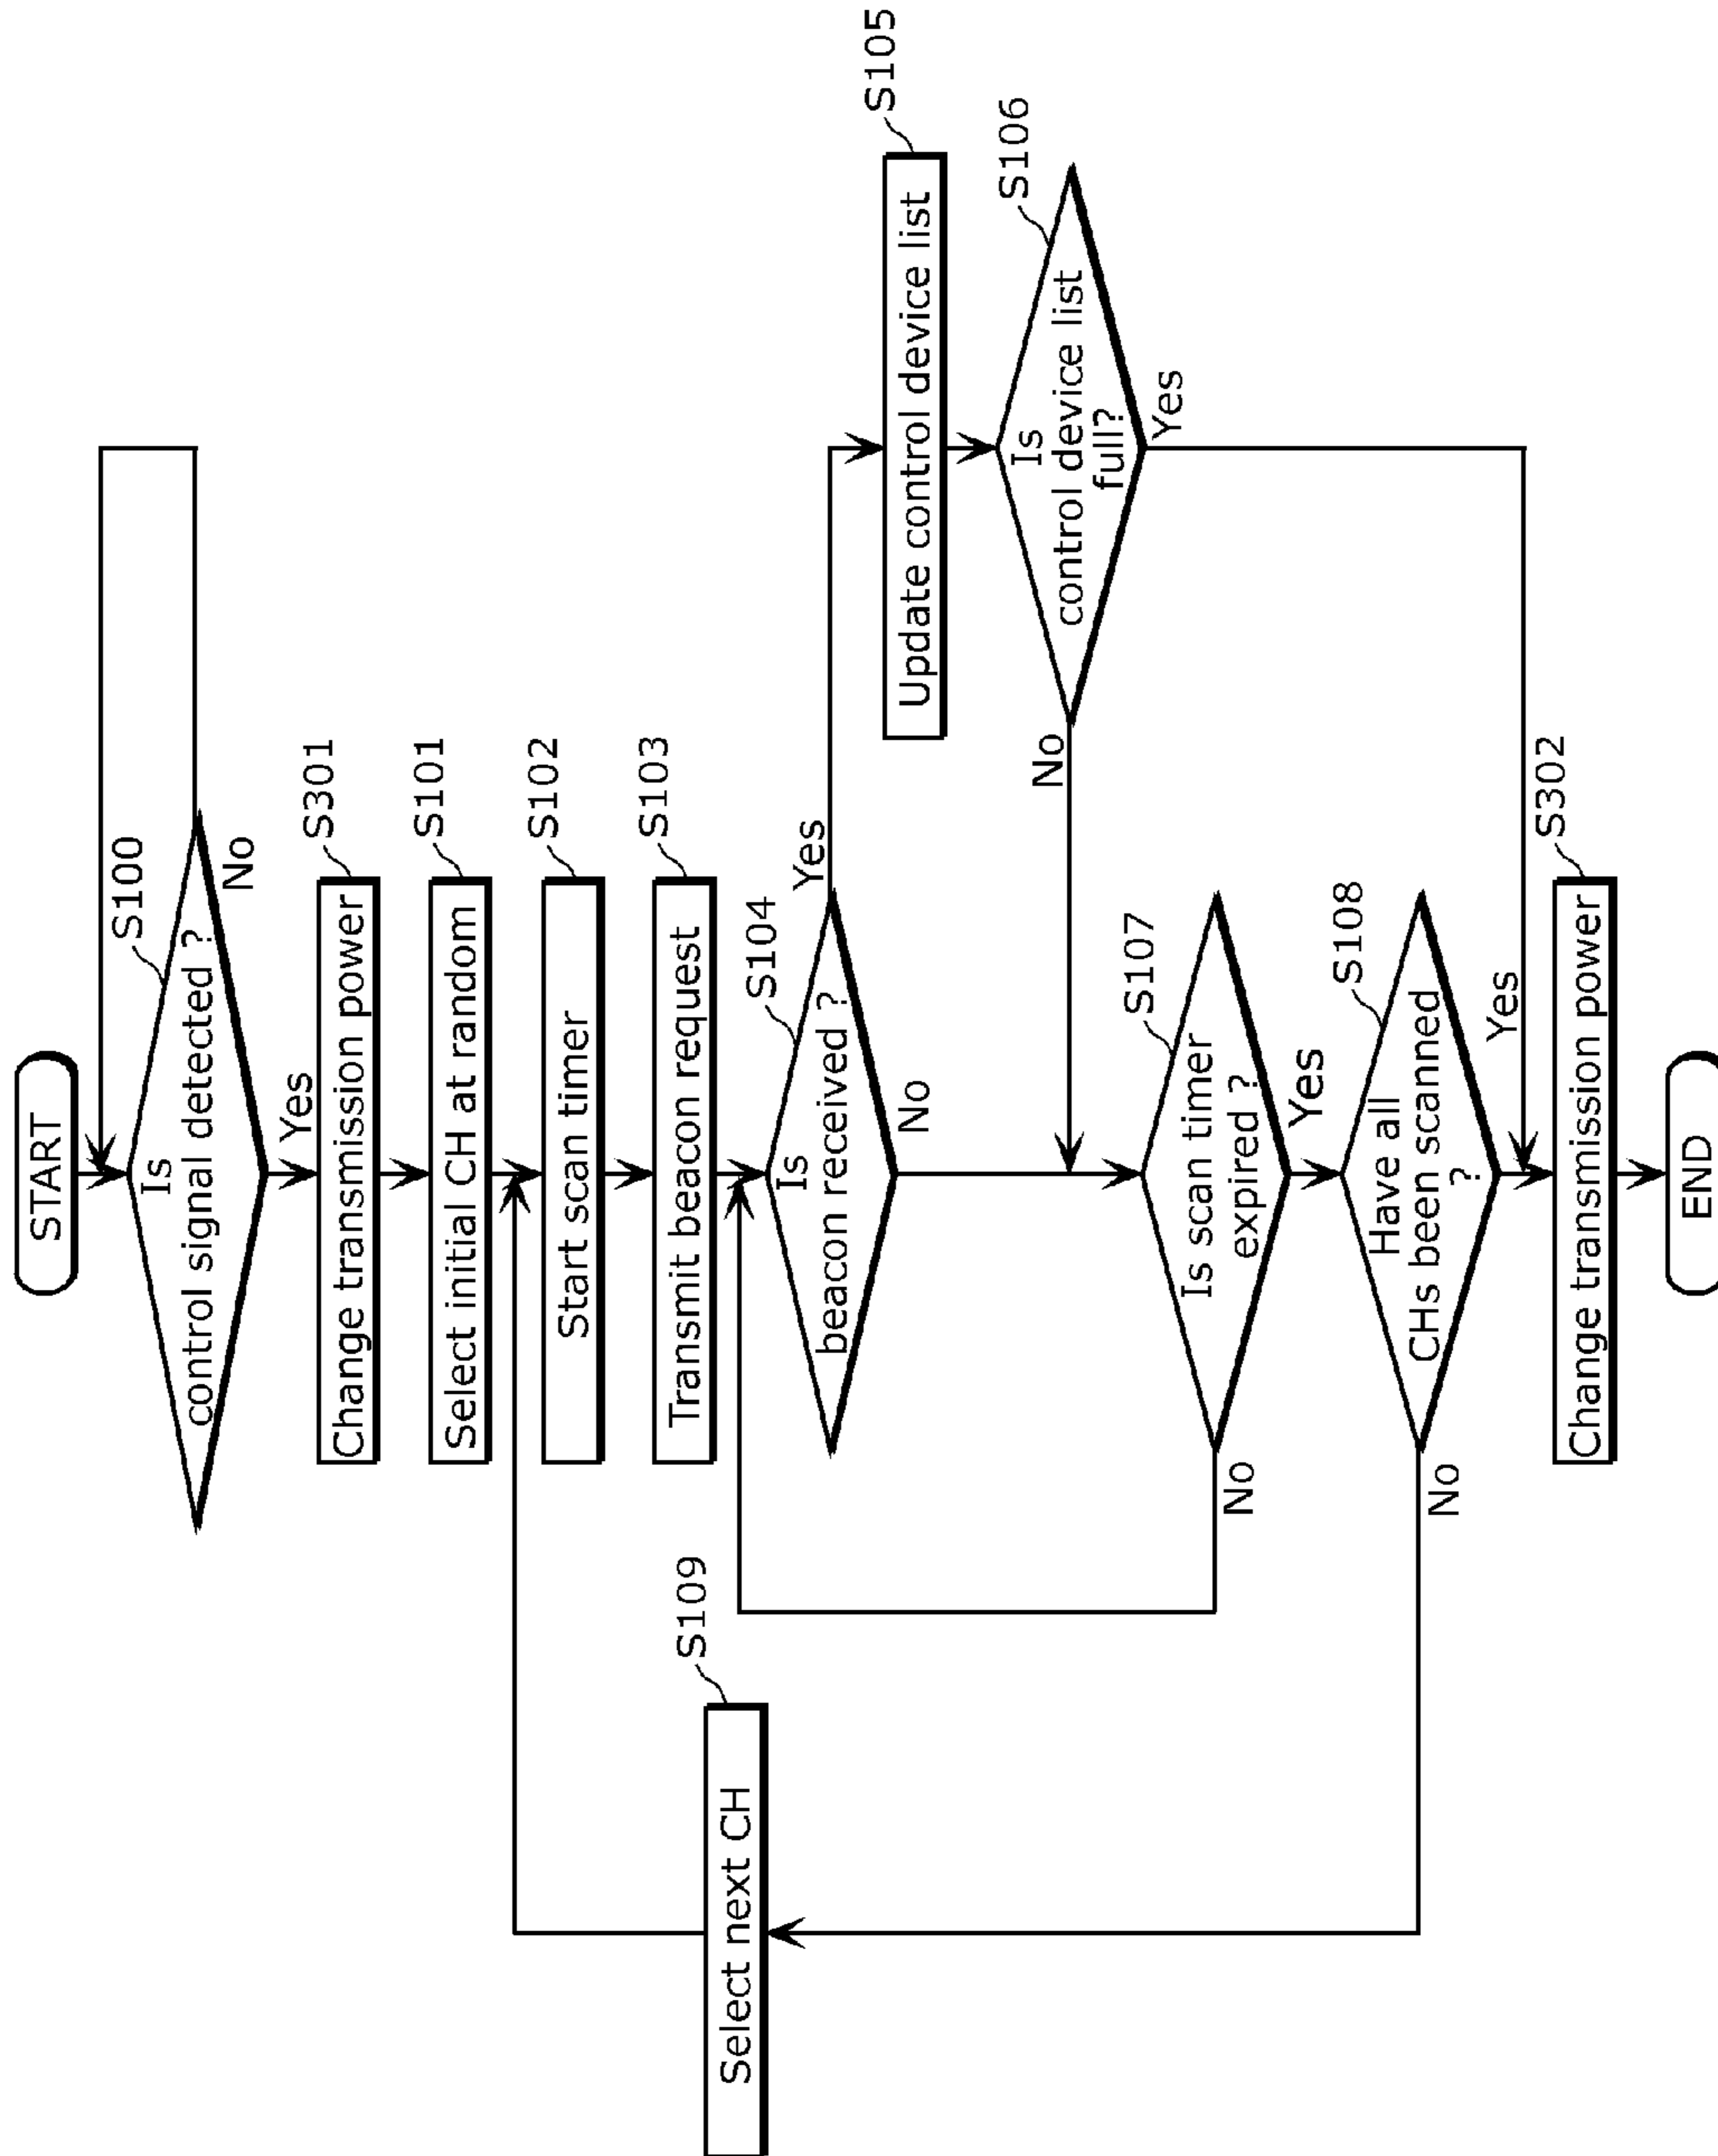 START
S100
Is
control signal detected ?
No
Yes
S301
Change transmission power
S101
Select initial CH at random
S102
Start scan timer
S103
Transmit beacon request
S104
Is
beacon received ?
Yes
No
S105
Update control device list
S106
Is
control device list
full?
No
Yes
S107
Is scan timer
expired ?
No
Yes
S108
Have all
CHs been scanned
?
No
Yes
S109
Select next CH
S302
Change transmission power
END